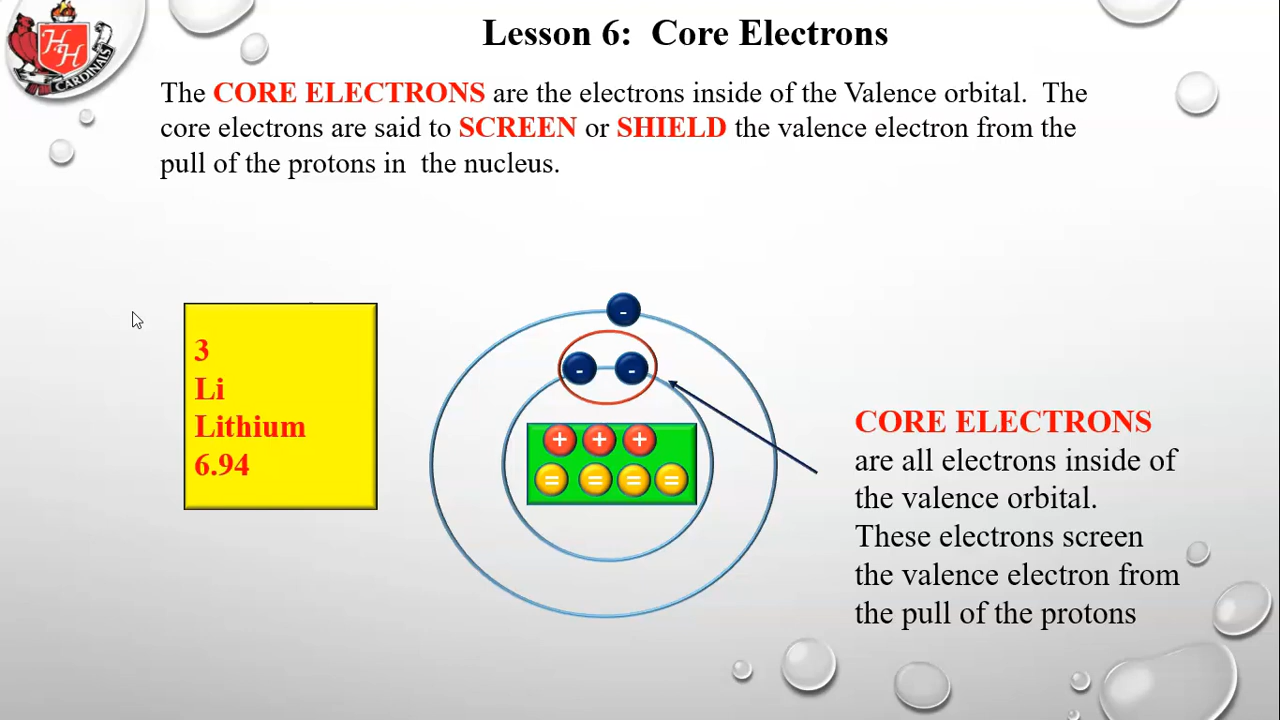 Lesson 6:  Core Electrons
H
H
CARDINALS
The CORE ELECTRONS are the electrons inside of the Valence orbital.  The
core electrons are said to SCREEN or SHIELD the valence electron from the
pull of the protons in  the nucleus.
3
Li
Lithium
6.94
-
- -
+ + +
= = = =
CORE ELECTRONS
are all electrons inside of
the valence orbital.
These electrons screen
the valence electron from
the pull of the protons